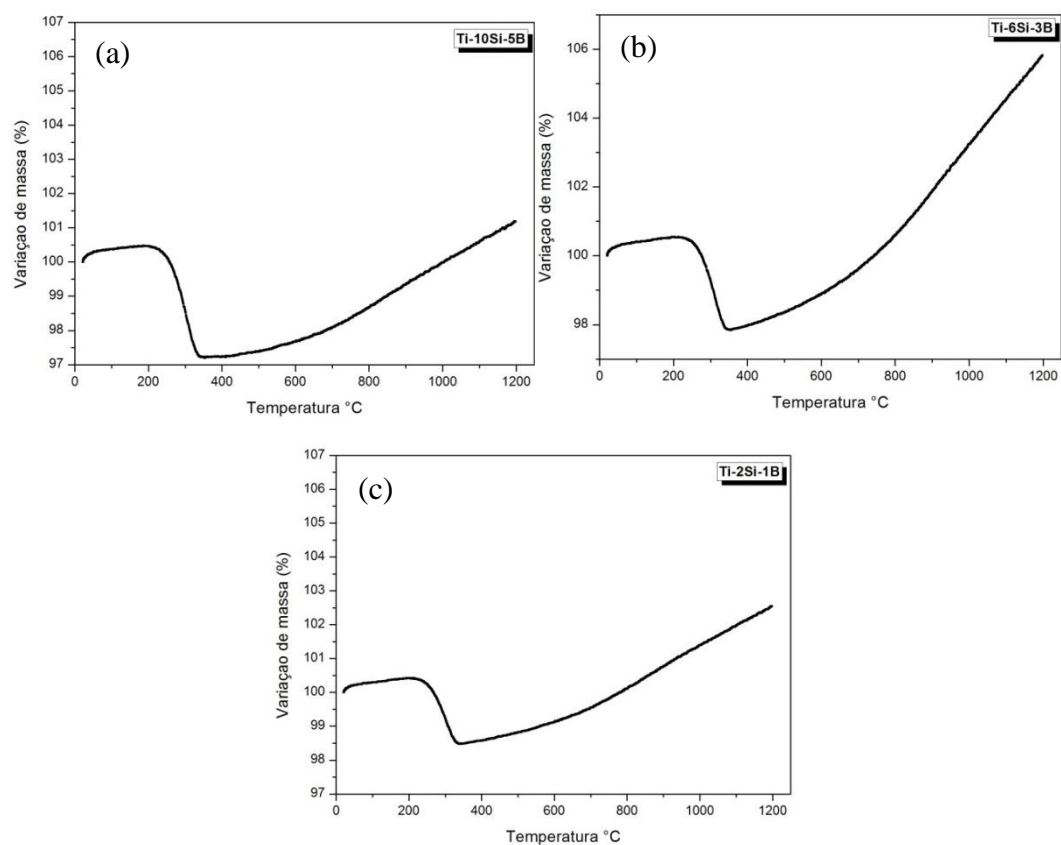 (a)
Ti-10Si-5B
107
106
105
104
103
102
101
100
99
98
97
0 200 400 600 800 1000 1200
Variaçao de massa (%)
Temperatura °C
(b)
Ti-6Si-3B
106
104
102
100
98
0 200 400 600 800 1000 1200
Variaçao de massa (%)
Temperatura °C
(c)
Ti-2Si-1B
107
106
105
104
103
102
101
100
99
98
97
0 200 400 600 800 1000 1200
Variaçao de massa (%)
Temperatura °C